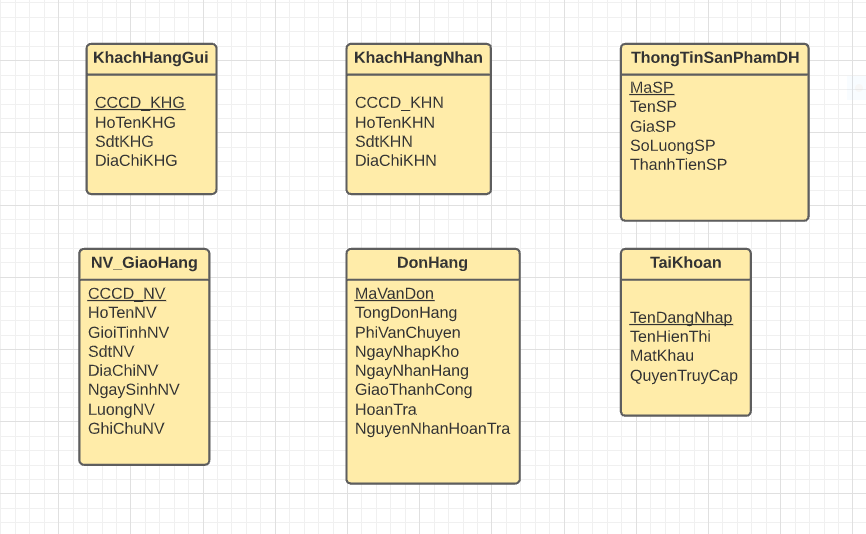 KhachHangGui
CCCD_KHG
HoTenKHG
SdtKHG
DiaChiKHG
KhachHangNhan
CCCD_KHN
HoTenKHN
SdtKHN
DiaChiKHN
ThongTinSanPhamDH
MaSP
TenSP
GiaSP
SoLuongSP
ThanhTienSP
NV_GiaoHang
CCCD_NV
HoTenNV
GioiTinhNV
SdtNV
DiaChiNV
NgaySinhNV
LuongNV
GhiChuNV
DonHang
MaVanDon
TongDonHang
PhiVanChuyen
NgayNhapKho
NgayNhanHang
GiaoThanhCong
HoanTra
NguyenNhanHoanTra
TaiKhoan
TenDangNhap
TenHienThi
MatKhau
QuyenTruyCap